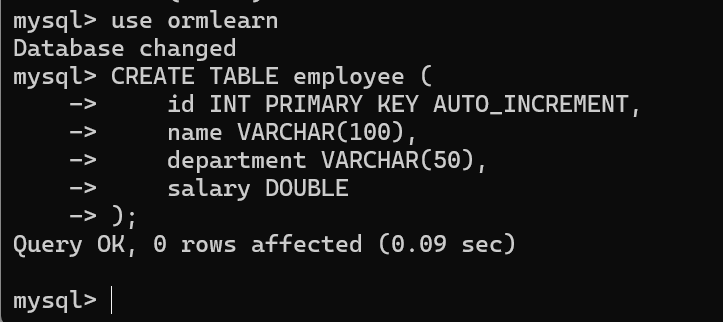 mysql> use ormlearn
Database changed
mysql> CREATE TABLE employee (
    ->     id INT PRIMARY KEY AUTO_INCREMENT,
    ->     name VARCHAR(100),
    ->     department VARCHAR(50),
    ->     salary DOUBLE
    -> );
Query OK, 0 rows affected (0.09 sec)
mysql>